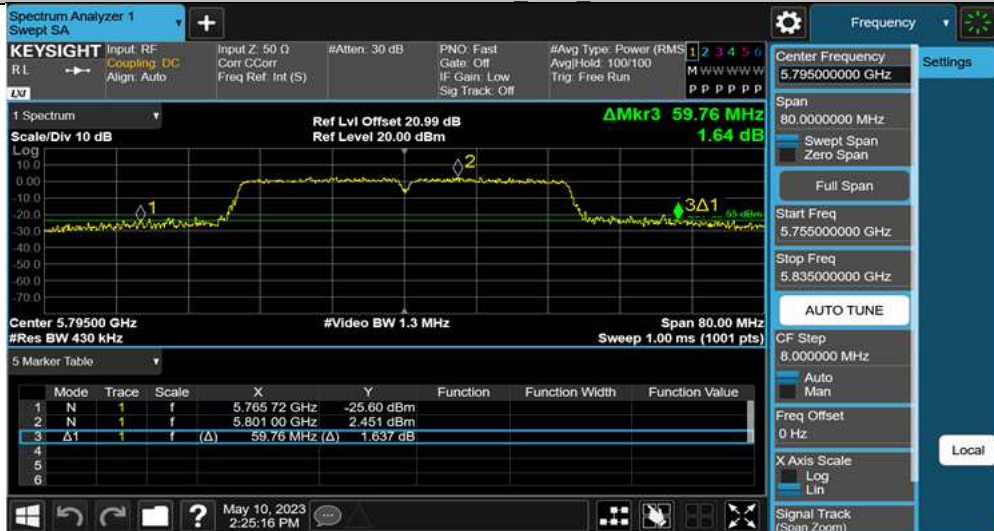 Spectrum Analyzer 1
Swept SA
+
Frequency
KEYSIGHT
RL
LXI
Input: RF
Coupling: DC
Align: Auto
Input Z: 50 Ω
Corr CCorr
Freq Ref: Int (S)
#Atten: 30 dB
PNO: Fast
Gate: Off
IF Gain: Low
Sig Track: Off
#Avg Type: Power (RMS
Avg|Hold: 100/100
Trig: Free Run
1 2 3 4 5 6
M W W W W W
P P P P P P
1 Spectrum
Scale/Div 10 dB
Ref Lvl Offset 20.99 dB
Ref Level 20.00 dBm
ΔMkr3 59.76 MHz
1.64 dB
Log
10.0
0.00
-10.0
-20.0
-30.0
-40.0
-50.0
-60.0
-70.0
1
2
3Δ1
Center 5.79500 GHz
#Video BW 1.3 MHz
Span 80.00 MHz
#Res BW 430 kHz
Sweep 1.00 ms (1001 pts)
5 Marker Table
Mode Trace Scale X Y Function Function Width Function Value
1 N 1 f 5.765 72 GHz -25.60 dBm
2 N 1 f 5.801 00 GHz 2.451 dBm
3 Δ1 1 f (Δ) 59.76 MHz (Δ) 1.637 dB
4
5
6
Center Frequency
5.795000000 GHz
Span
80.0000000 MHz
Swept Span
Zero Span
Full Span
Start Freq
5.755000000 GHz
Stop Freq
5.835000000 GHz
AUTO TUNE
CF Step
8.000000 MHz
Auto
Man
Freq Offset
0 Hz
X Axis Scale
Log
Lin
Signal Track
(Span Zoom)
Settings
Local
?
May 10, 2023
2:25:16 PM